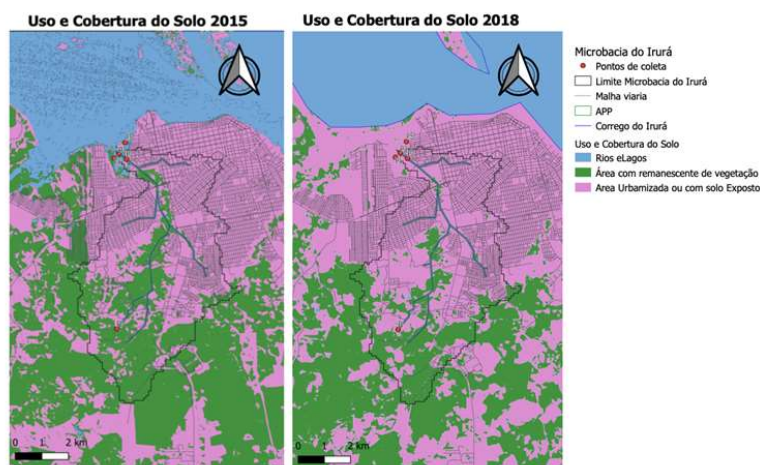 Uso e Cobertura do Solo 2015
Uso e Cobertura do Solo 2018
Microbacia do Irurá
Pontos de coleta
Limite Microbacia do Irurá
Malha viaria
APP
Corrego do Irurá
Uso e Cobertura do Solo
Rios eLagos
Área com remanescente de vegetação
Area Urbanizada ou com solo Exposto
0 1 2 km
0 1 2 km